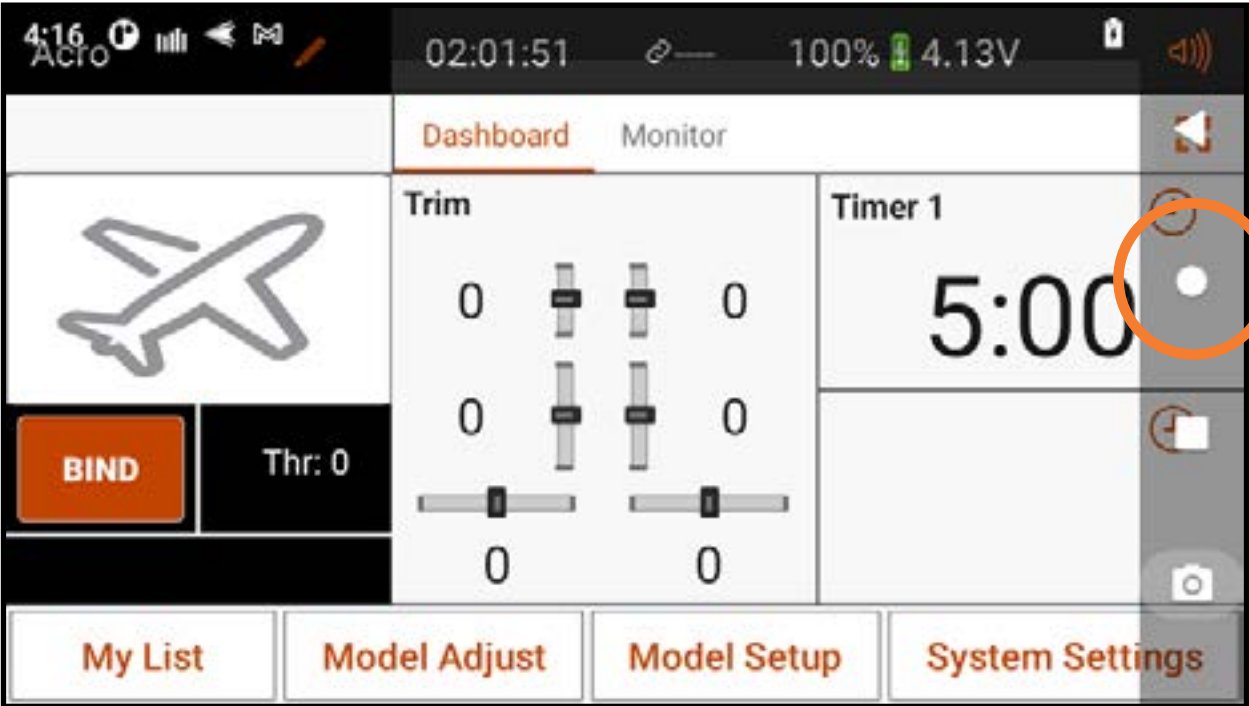 4:16
Acro
02:01:51
100% 4.13V
Dashboard Monitor
Trim
Timer 1
0 0
5:00
0 0
BIND
Thr: 0
0 0
My List
Model Adjust
Model Setup
System Settings